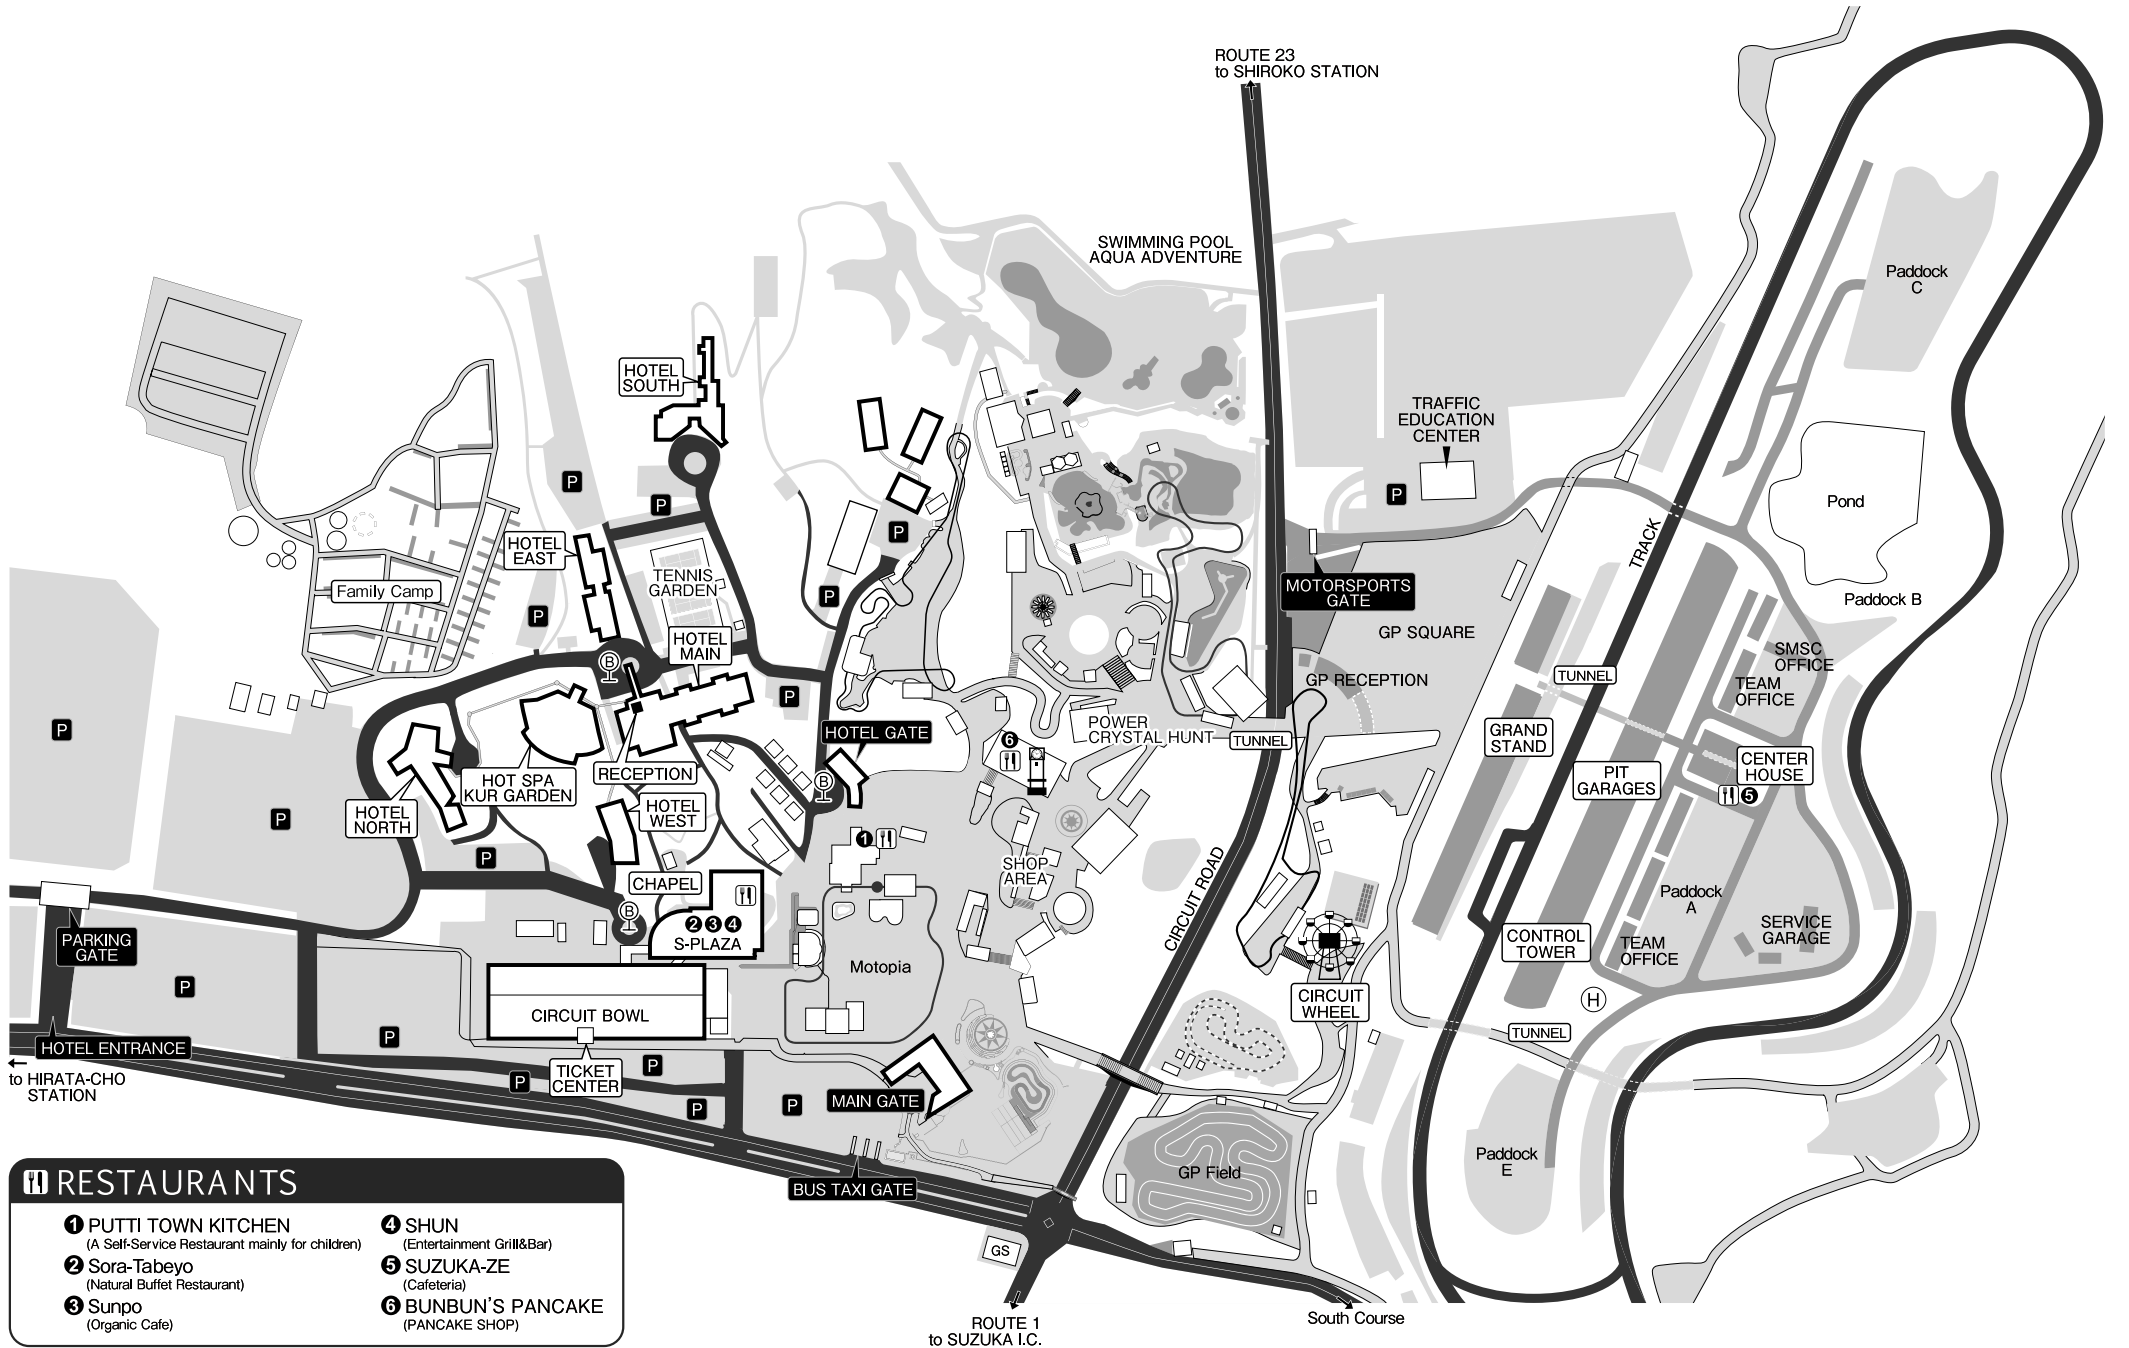 ROUTE 23
to SHIROKO STATION
SWIMMING POOL
AQUA ADVENTURE
Paddock
C
HOTEL
SOUTH
TRAFFIC
EDUCATION
CENTER
P
P
P
P
Pond
TRACK
HOTEL
EAST
TENNIS
GARDEN
Family Camp
P
P
MOTORSPORTS
GATE
Paddock B
GP SQUARE
HOTEL
MAIN
B
SMSC
OFFICE
TUNNEL
TEAM
OFFICE
GP RECEPTION
P
P
HOTEL GATE
POWER
CRYSTAL HUNT
TUNNEL
GRAND
STAND
6
CENTER
HOUSE
5
PIT
GARAGES
RECEPTION
HOT SPA
KUR GARDEN
B
HOTEL
NORTH
HOTEL
WEST
P
P
1
SHOP
AREA
CHAPEL
CIRCUIT ROAD
Paddock
A
B
2 3 4
S-PLAZA
PARKING
GATE
SERVICE
GARAGE
CONTROL
TOWER
TEAM
OFFICE
Motopia
P
CIRCUIT
WHEEL
H
CIRCUIT BOWL
TUNNEL
P
HOTEL ENTRANCE
P
P
to HIRATA-CHO
STATION
TICKET
CENTER
MAIN GATE
P
P
Paddock
E
GP Field
BUS TAXI GATE
GS
ROUTE 1
to SUZUKA I.C.
South Course
RESTAURANTS
1 PUTTI TOWN KITCHEN
(A Self-Service Restaurant mainly for children)
2 Sora-Tabeyo
(Natural Buffet Restaurant)
3 Sunpo
(Organic Cafe)
4 SHUN
(Entertainment Grill&Bar)
5 SUZUKA-ZE
(Cafeteria)
6 BUNBUN'S PANCAKE
(PANCAKE SHOP)